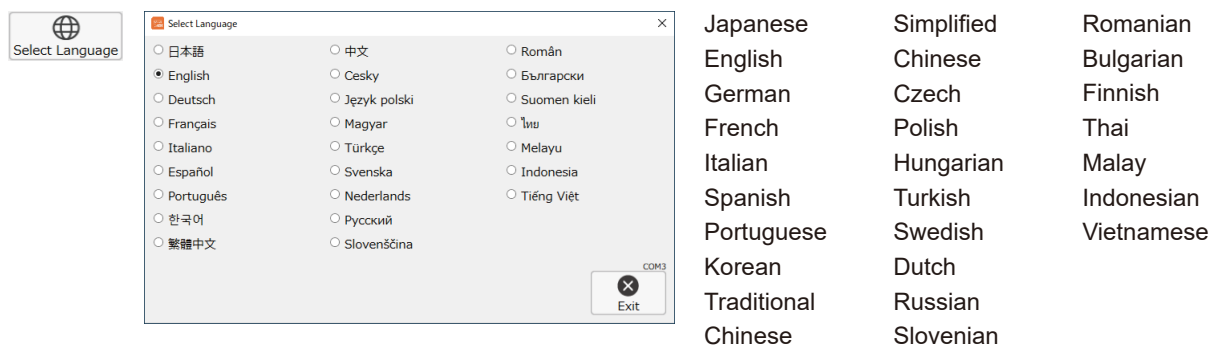 Select Language
Select Language
日本語
English
Deutsch
Français
Italiano
Español
Português
한국어
繁體中文
中文
Cesky
Język polski
Magyar
Türkçe
Svenska
Nederlands
Русский
Slovenščina
Román
Български
Suomen kieli
ไทย
Melayu
Indonesia
Tiếng Việt
COM3
Exit
Japanese
English
German
French
Italian
Spanish
Portuguese
Korean
Traditional
Chinese
Simplified
Chinese
Czech
Polish
Hungarian
Turkish
Swedish
Dutch
Russian
Slovenian
Romanian
Bulgarian
Finnish
Thai
Malay
Indonesian
Vietnamese